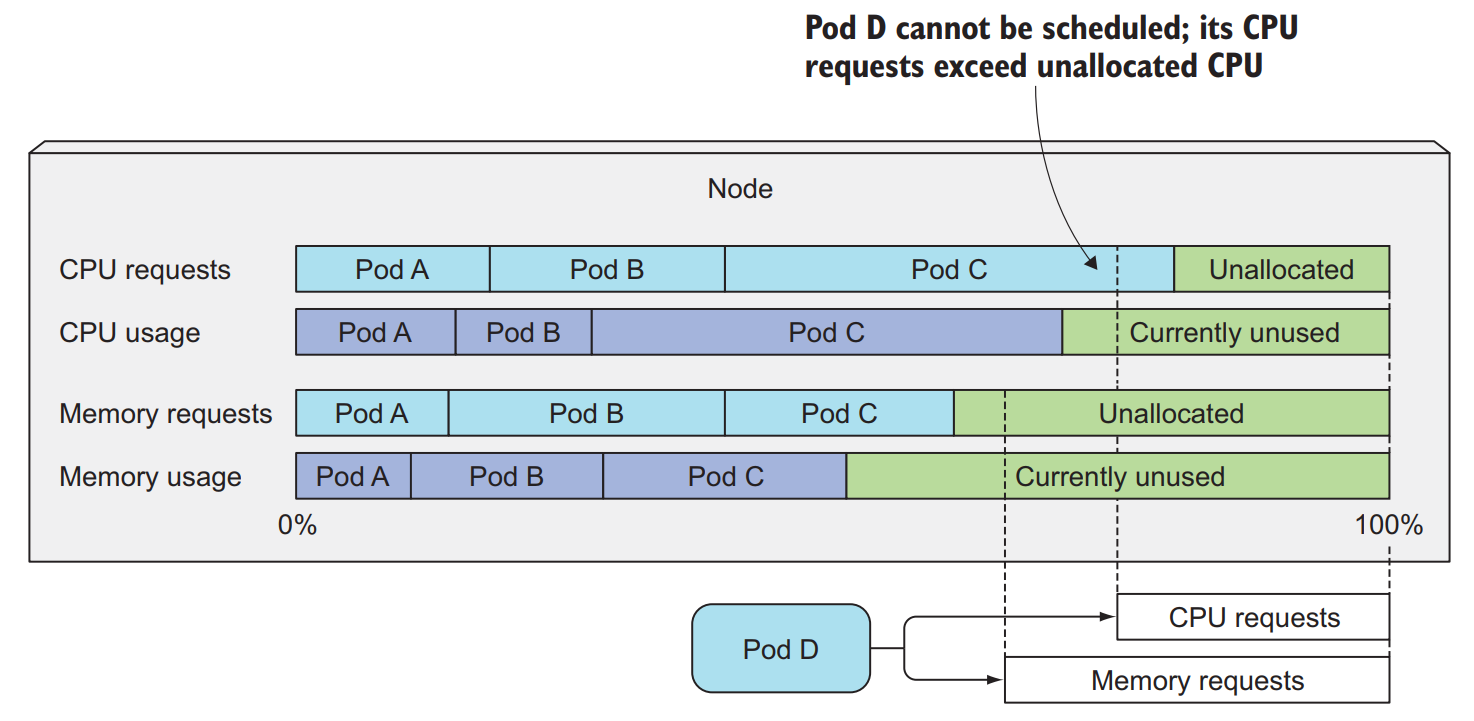 Pod D cannot be scheduled; its CPU
requests exceed unallocated CPU
Node
CPU requests Pod A Pod B Pod C Unallocated
CPU usage Pod A Pod B Pod C Currently unused
Memory requests Pod A Pod B Pod C Unallocated
Memory usage Pod A Pod B Pod C Currently unused
0% 100%
CPU requests
Pod D
Memory requests